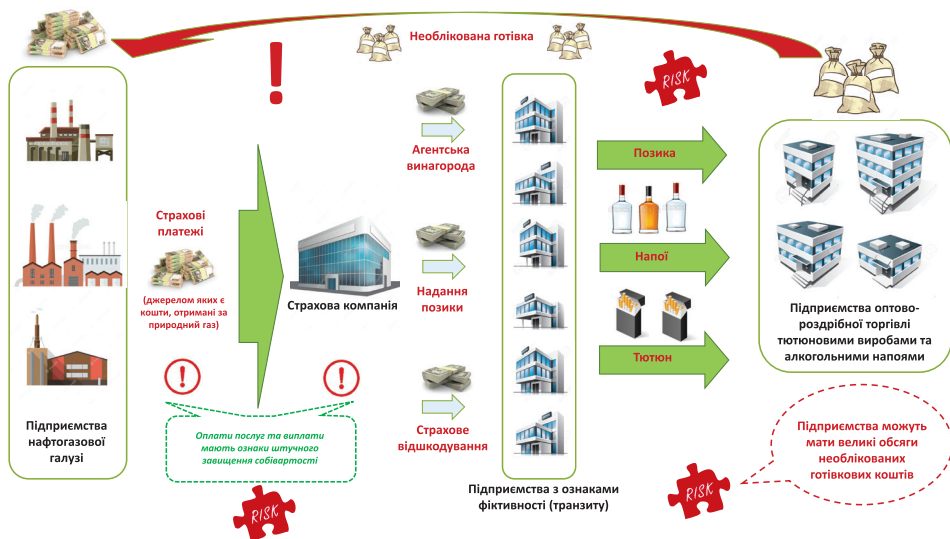 Необлікована готівка
RISK
Агентська
винагорода
Позика
Страхові
платежі
(джерелом яких є
кошти, отримані за
природний газ)
Страхова компанія
Надання
позики
Напої
Підприємства оптово-
роздрібної торгівлі
тютюновими виробами та
алкогольними напоями
Тютюн
Підприємства
нафтогазової
галузі
Оплати послуг та виплати
мають ознаки штучного
завищення собівартості
Страхове
відшкодування
Підприємства можуть
мати великі обсяги
необлікованих
готівкових коштів
Підприємства з ознаками
фіктивності (транзиту)
RISK
RISK